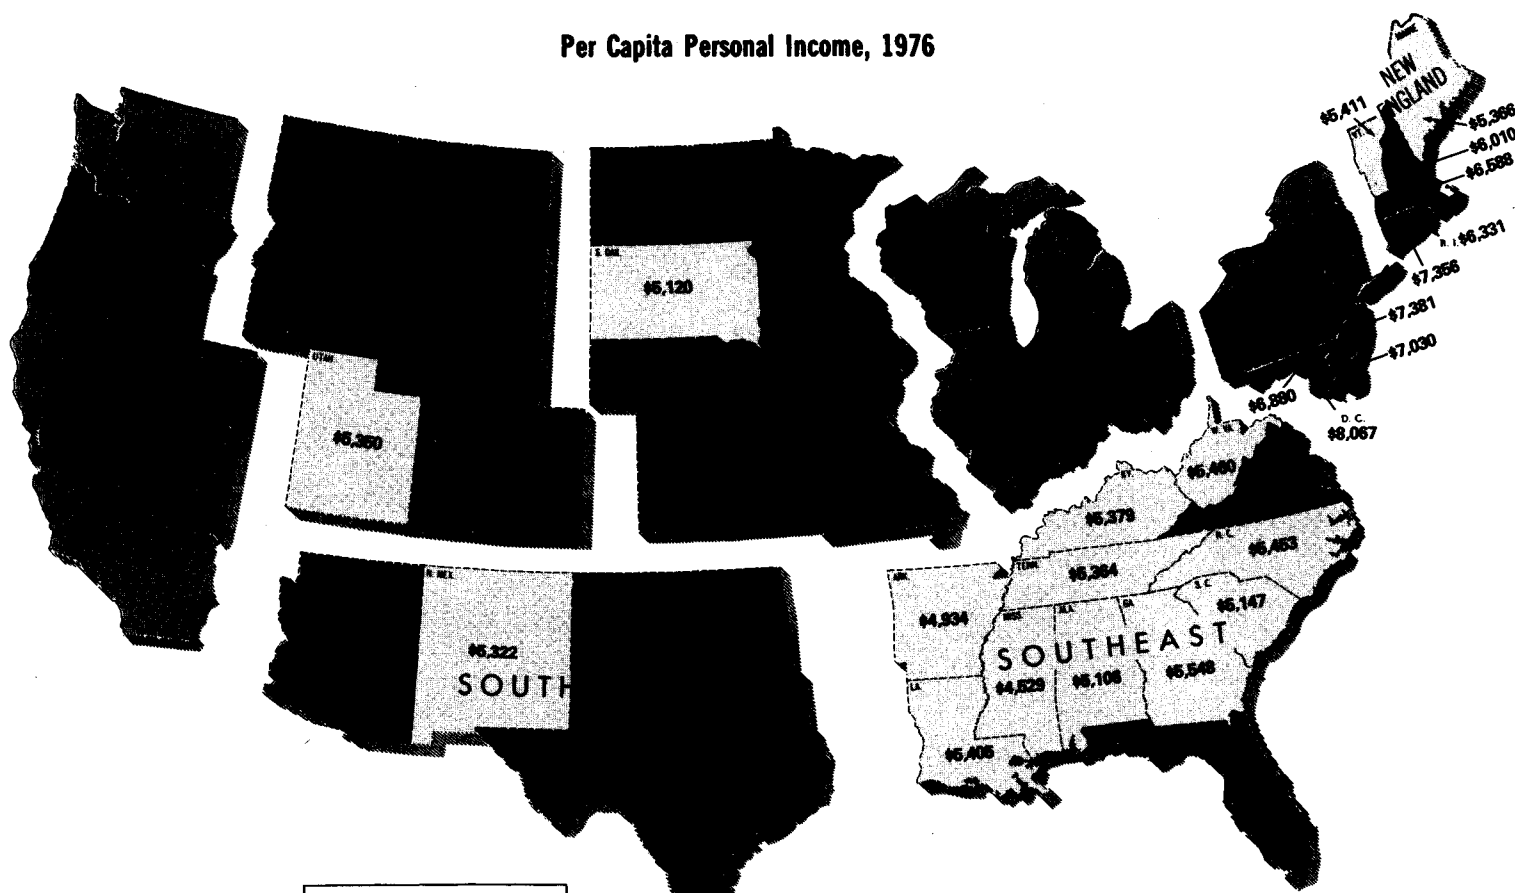 Per Capita Personal Income, 1976
NEW
ENGLAND
$5,411
VT.
$5,366
$6,010
$6,588
R. I. $6,331
$7,356
$7,381
$7,030
$6,880
D. C.
$8,067
S. DAK.
$5,120
UTAH
$5,350
W. VA.
$5,460
KY.
$5,379
N. C.
$5,453
TENN.
$5,364
S. C.
$5,147
ARK.
$4,934
MISS.
ALA.
GA.
SOUTHEAST
$4,529
$5,106
$5,548
LA.
$5,405
N. MEX.
$5,322
SOUTH